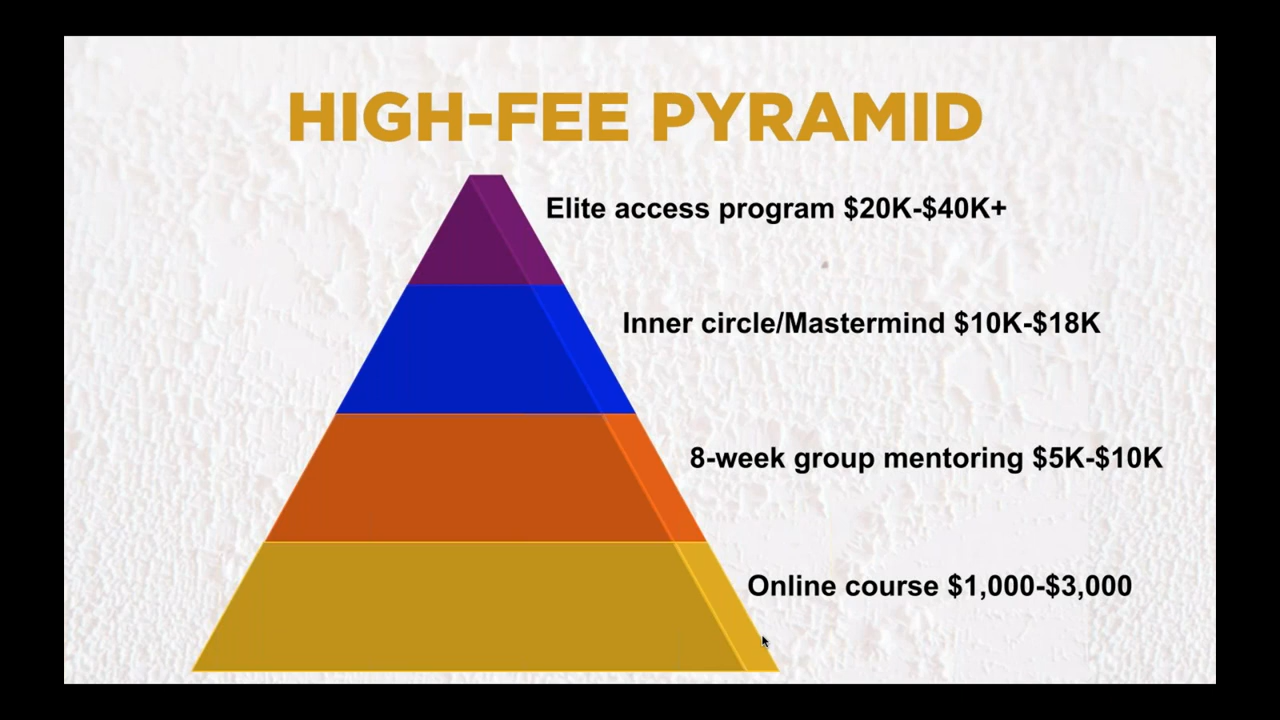 HIGH-FEE PYRAMID
Elite access program $20K-$40K+
Inner circle/Mastermind $10K-$18K
8-week group mentoring $5K-$10K
Online course $1,000-$3,000